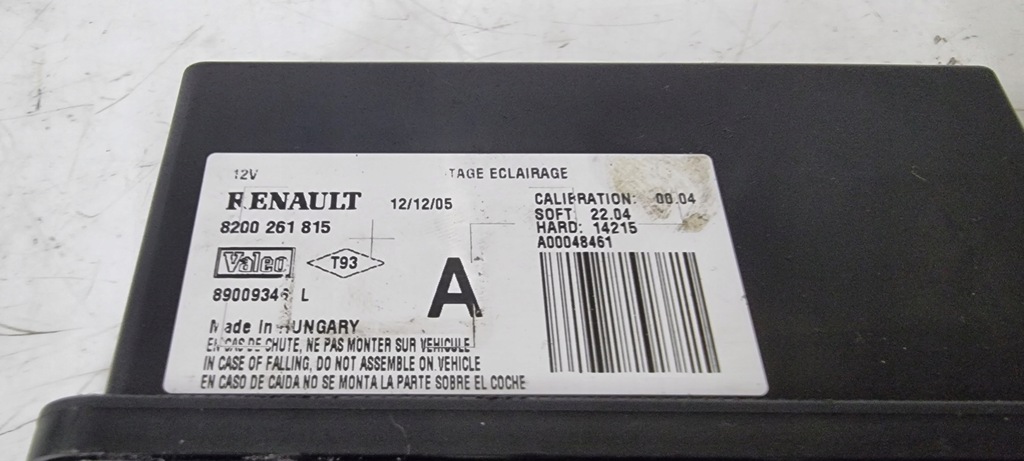 12V TAGE ECLAIRAGE
RENAULT 12/12/05
8200 261 815
CALIBRATION: 00.04
SOFT: 22.04
HARD: 14215
A00048461
Valeo T93
A
89009346 L
Made in HUNGARY
EN CAS DE CHUTE, NE PAS MONTER SUR VEHICULE
IN CASE OF FALLING, DO NOT ASSEMBLE ON VEHICLE
EN CASO DE CAIDA NO SE MONTA LA PARTE SOBRE EL COCHE